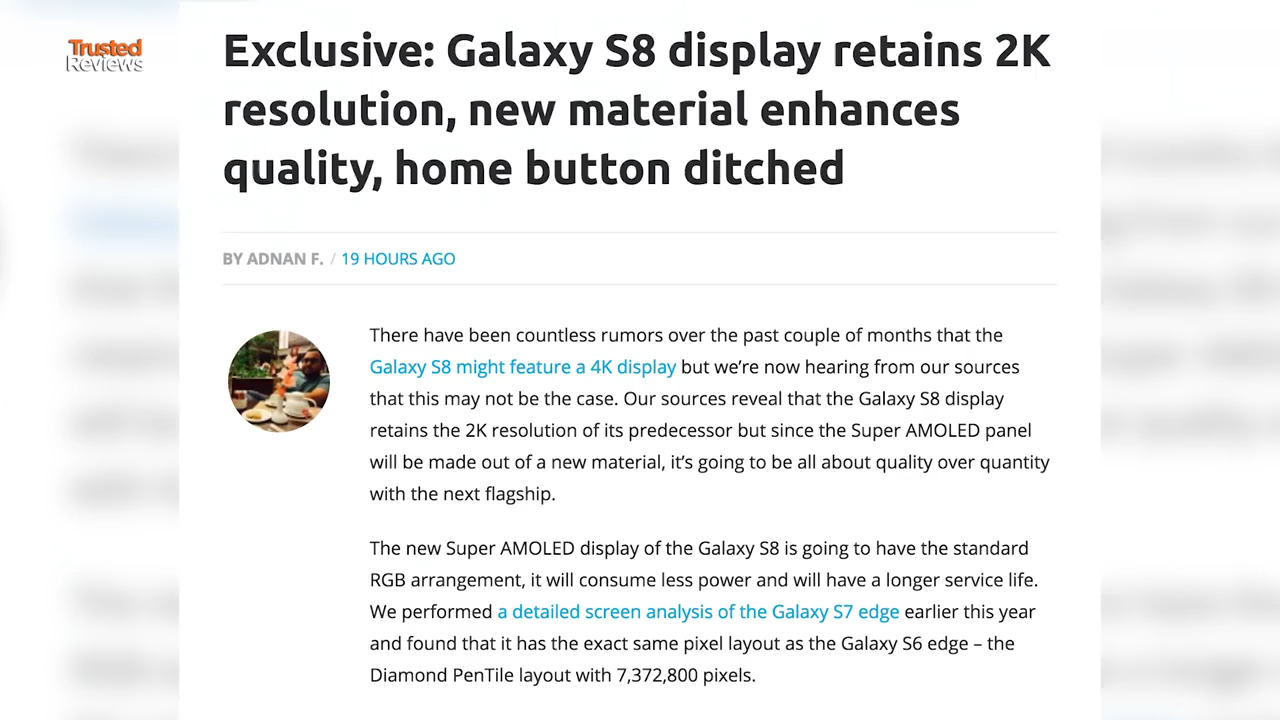 Trusted
Reviews
Exclusive: Galaxy S8 display retains 2K
resolution, new material enhances
quality, home button ditched
BY ADNAN F. / 19 HOURS AGO
There have been countless rumors over the past couple of months that the
Galaxy S8 might feature a 4K display but we’re now hearing from our sources
that this may not be the case. Our sources reveal that the Galaxy S8 display
retains the 2K resolution of its predecessor but since the Super AMOLED panel
will be made out of a new material, it’s going to be all about quality over quantity
with the next flagship.
The new Super AMOLED display of the Galaxy S8 is going to have the standard
RGB arrangement, it will consume less power and will have a longer service life.
We performed a detailed screen analysis of the Galaxy S7 edge earlier this year
and found that it has the exact same pixel layout as the Galaxy S6 edge – the
Diamond PenTile layout with 7,372,800 pixels.